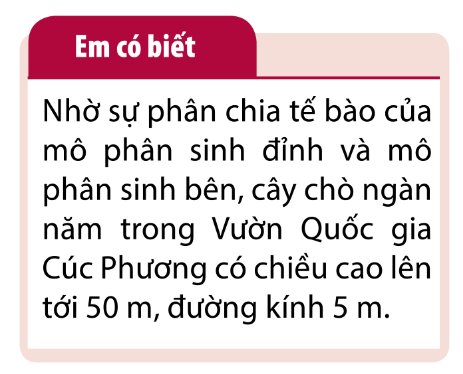 Em có biết
Nhờ sự phân chia tế bào của
mô phân sinh đỉnh và mô
phân sinh bên, cây chò ngàn
năm trong Vườn Quốc gia
Cúc Phương có chiều cao lên
tới 50 m, đường kính 5 m.